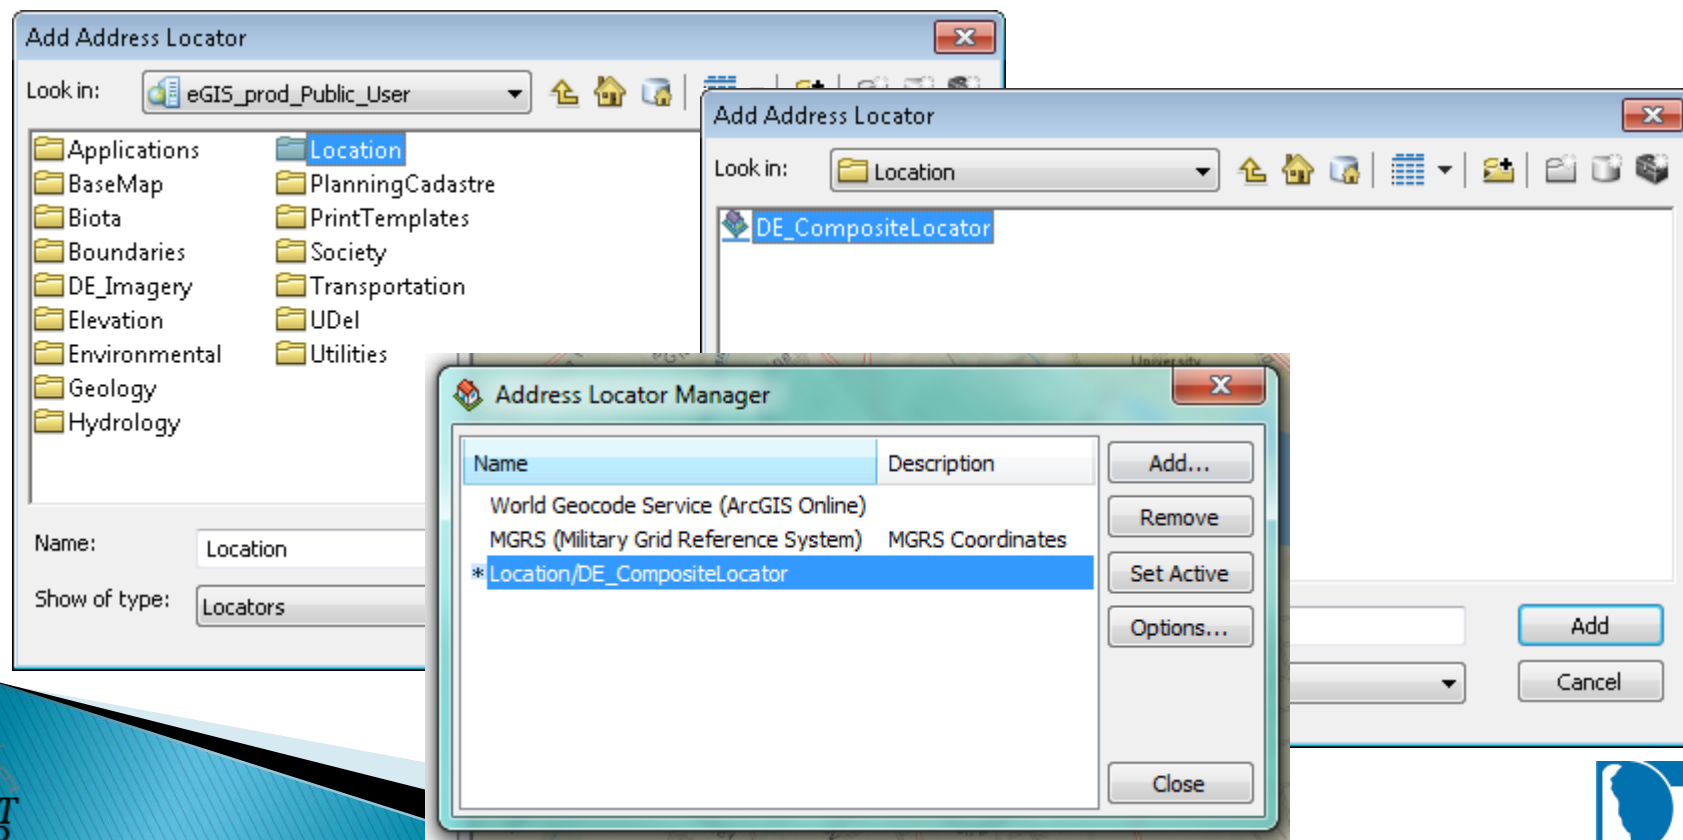 Add Address Locator
Look in: eGIS_prod_Public_User
Applications
BaseMap
Biota
Boundaries
DE_Imagery
Elevation
Environmental
Geology
Hydrology
Location
PlanningCadastre
PrintTemplates
Society
Transportation
UDel
Utilities
Name: Location
Show of type: Locators
Add Address Locator
Look in: Location
DE_CompositeLocator
Add
Cancel
University
Address Locator Manager
Name Description
World Geocode Service (ArcGIS Online)
MGRS (Military Grid Reference System) MGRS Coordinates
* Location/DE_CompositeLocator
Add...
Remove
Set Active
Options...
Close